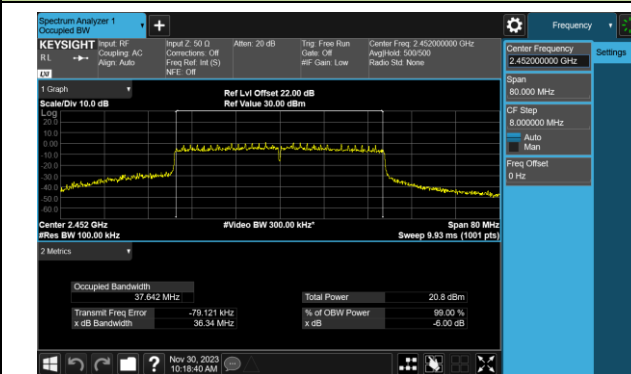 Spectrum Analyzer 1
Occupied BW
Frequency
KEYSIGHT
Input: RF
Input Z: 50 Ω
Atten: 20 dB
Trig: Free Run
Center Freq: 2.452000000 GHz
RL
Coupling: AC
Corrections: Off
Gate: Off
Avg|Hold: 500/500
Align: Auto
Freq Ref: Int (S)
#IF Gain: Low
Radio Std: None
NFE: Off
LXI
Center Frequency
2.452000000 GHz
Settings
Span
80.000 MHz
CF Step
8.000000 MHz
Auto
Man
Freq Offset
0 Hz
1 Graph
Ref Lvl Offset 22.00 dB
Scale/Div 10.0 dB
Ref Value 30.00 dBm
Log
20.0
10.0
0.00
-10.0
-20.0
-30.0
-40.0
-50.0
-60.0
Center 2.452 GHz
#Video BW 300.00 kHz*
Span 80 MHz
#Res BW 100.00 kHz
Sweep 9.93 ms (1001 pts)
2 Metrics
Occupied Bandwidth
37.642 MHz
Total Power
20.8 dBm
Transmit Freq Error
-79.121 kHz
% of OBW Power
99.00 %
x dB Bandwidth
36.34 MHz
x dB
-6.00 dB
Nov 30, 2023
10:18:40 AM